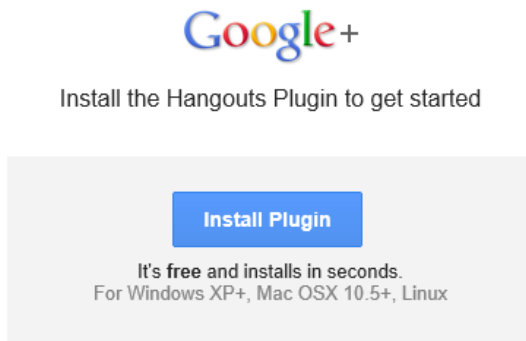 Google+
Install the Hangouts Plugin to get started
Install Plugin
It's free and installs in seconds.
For Windows XP+, Mac OSX 10.5+, Linux